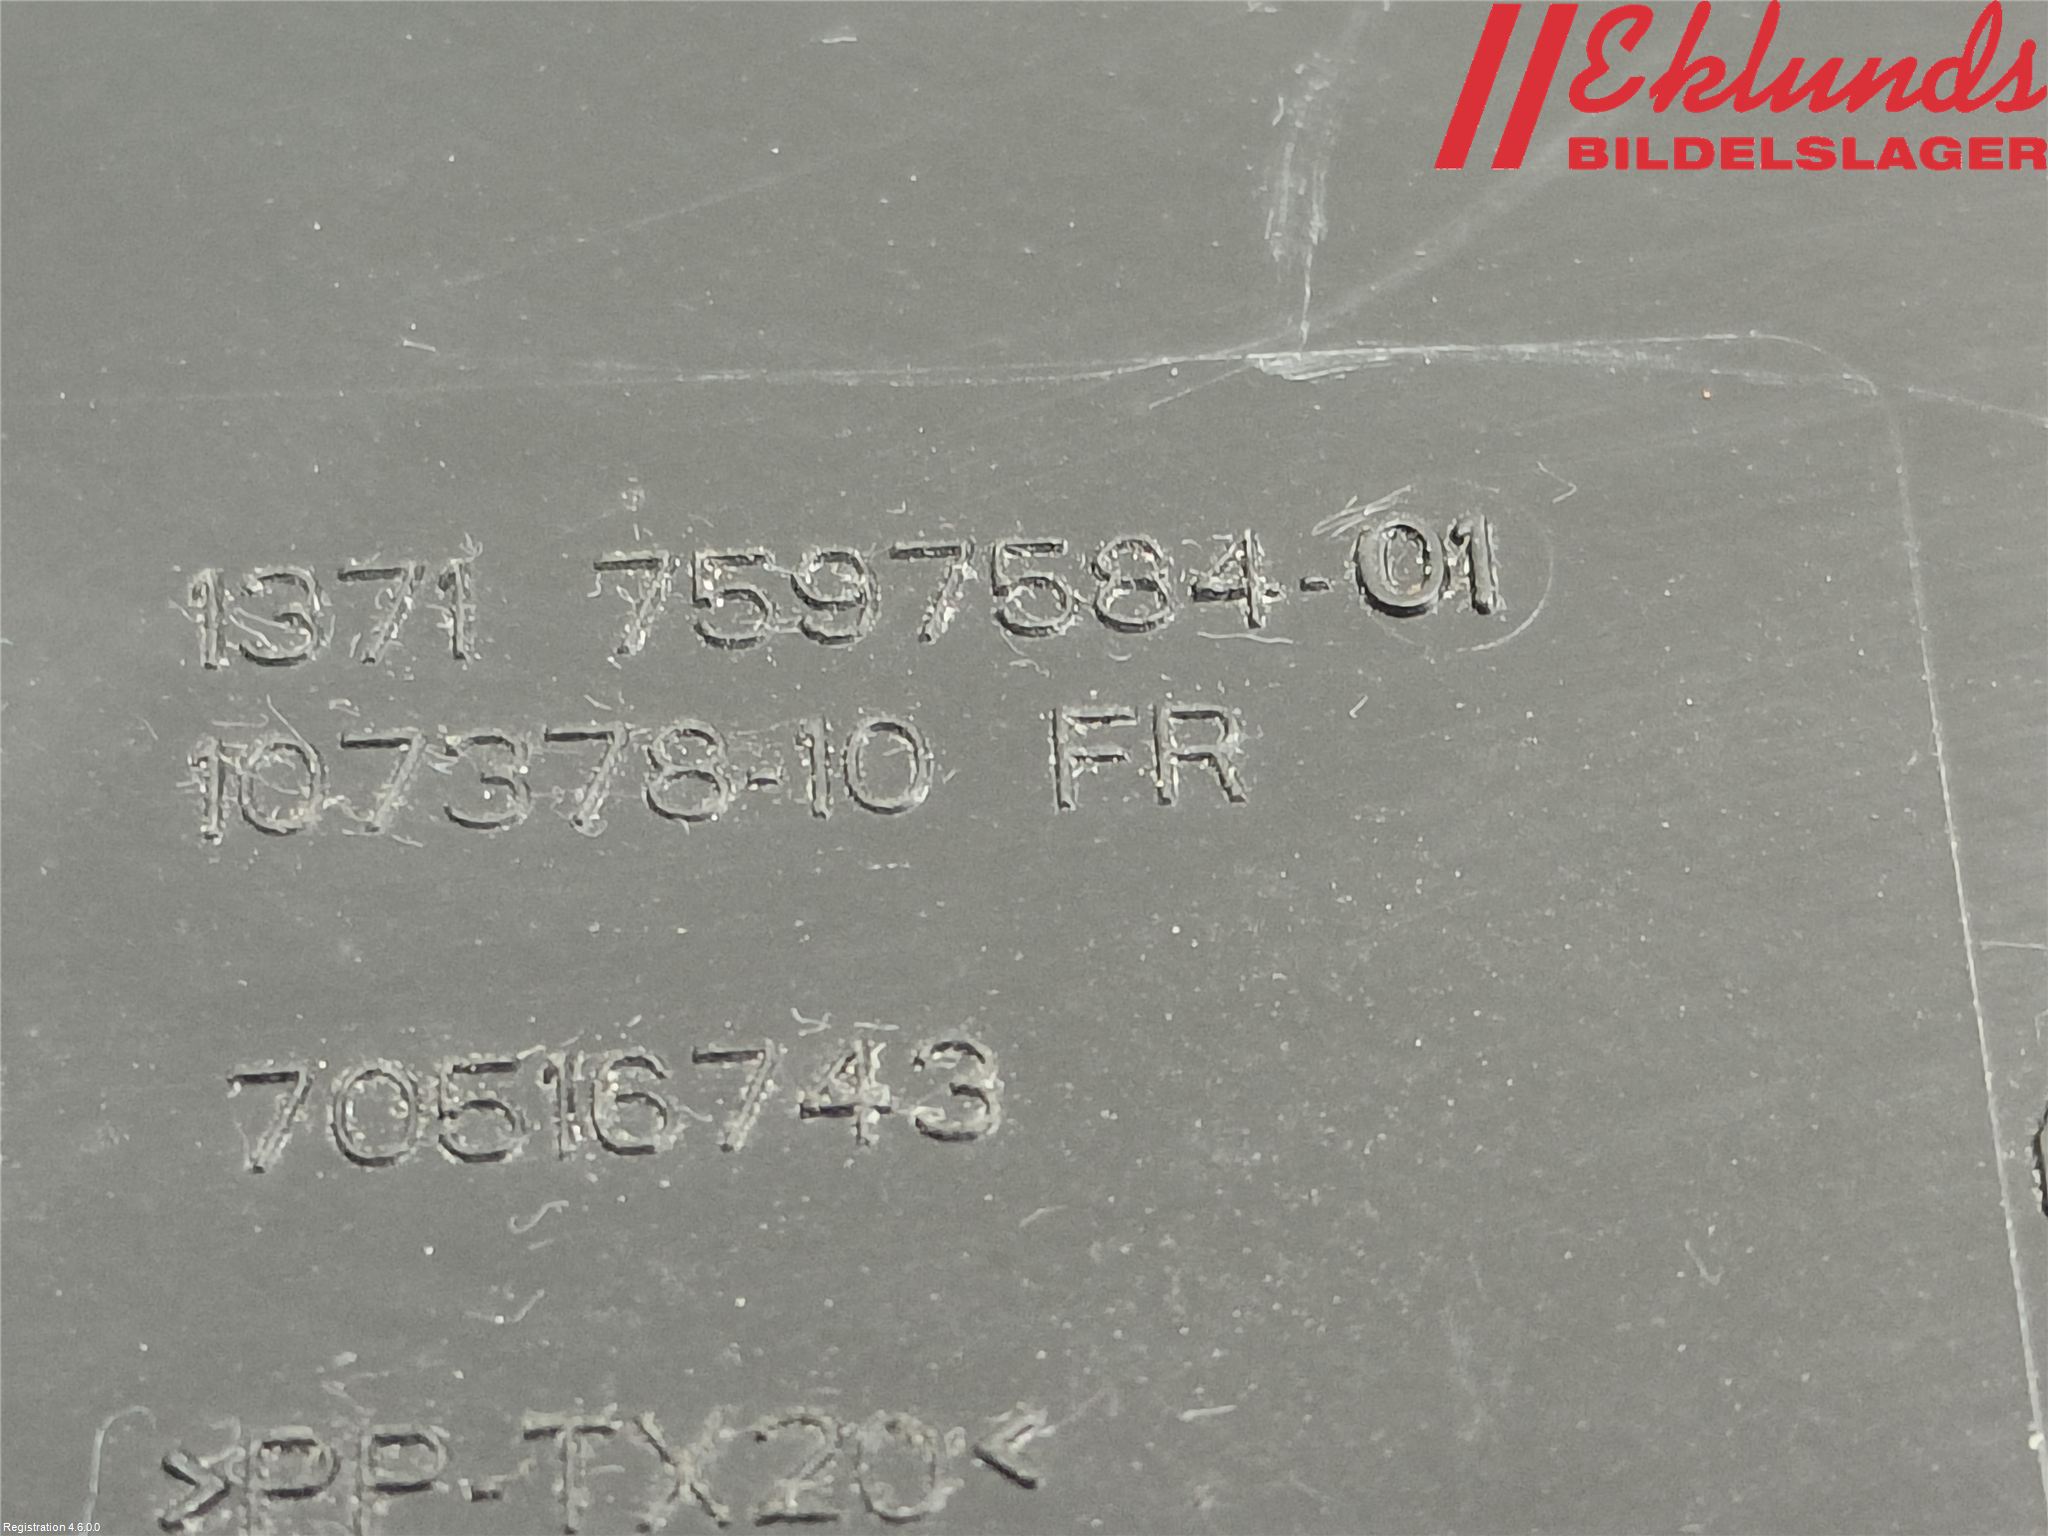 Eklunds
BILDELSLAGER
1371 7597584-01
107378-10 FR
70516743
>PP-TX20<
Registration 4.6.0.0